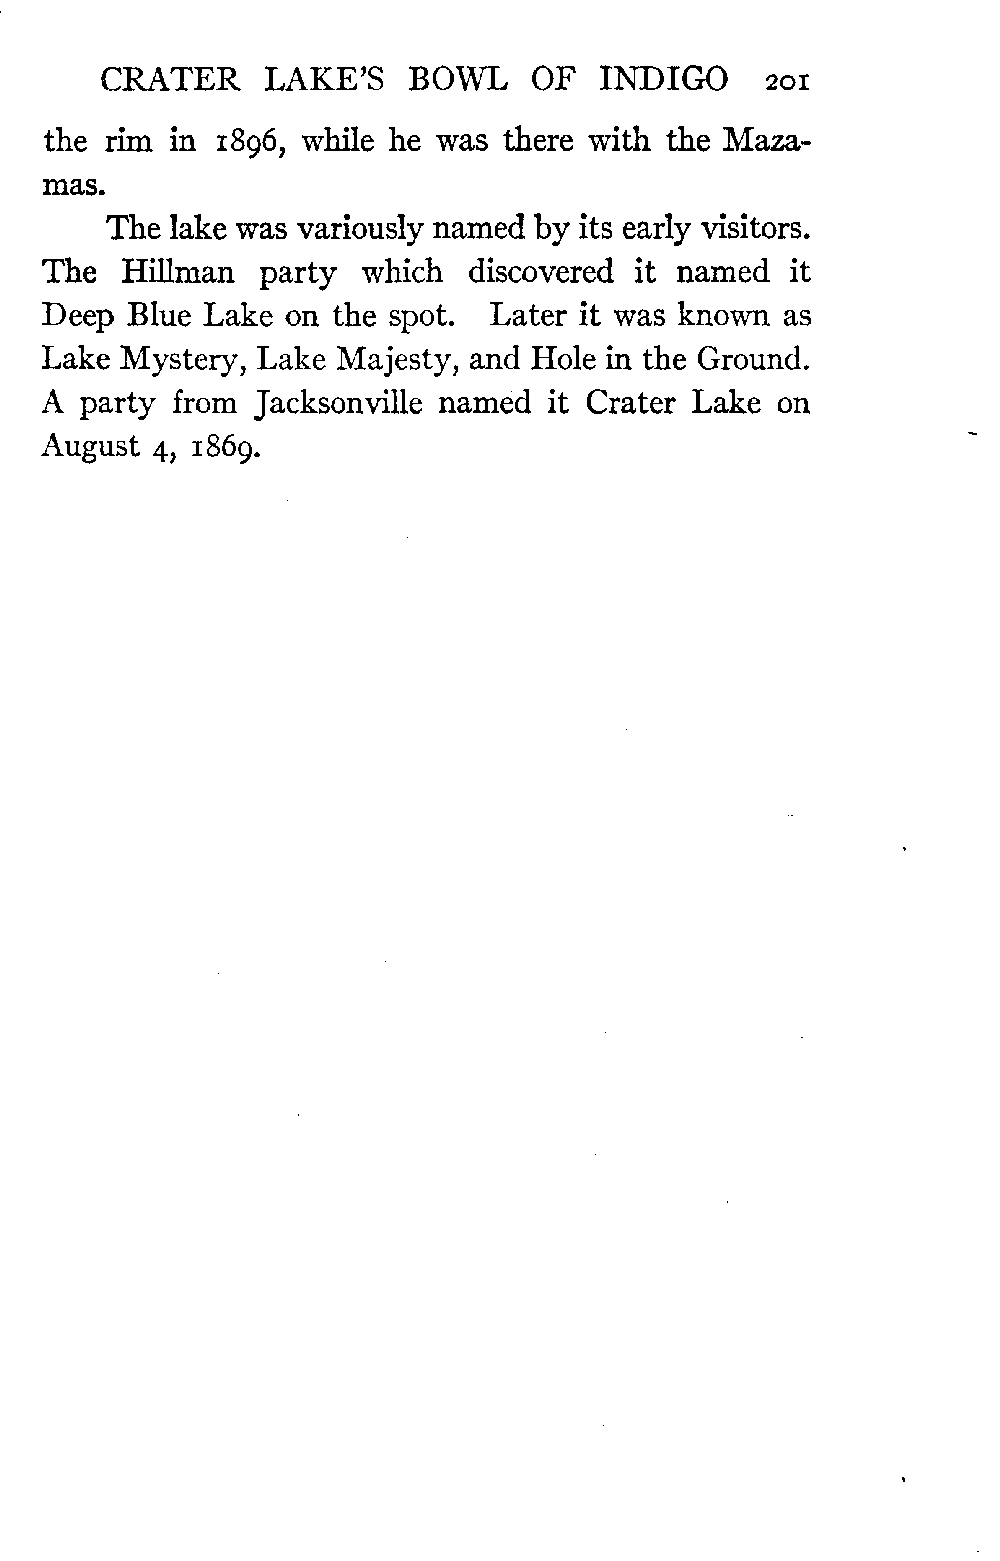 CRATER LAKE'S BOWL OF INDIGO 201
the rim in 1896, while he was there with the Maza-
mas.
The lake was variously named by its early visitors.
The Hillman party which discovered it named it
Deep Blue Lake on the spot. Later it was known as
Lake Mystery, Lake Majesty, and Hole in the Ground.
A party from Jacksonville named it Crater Lake on
August 4, 1869.